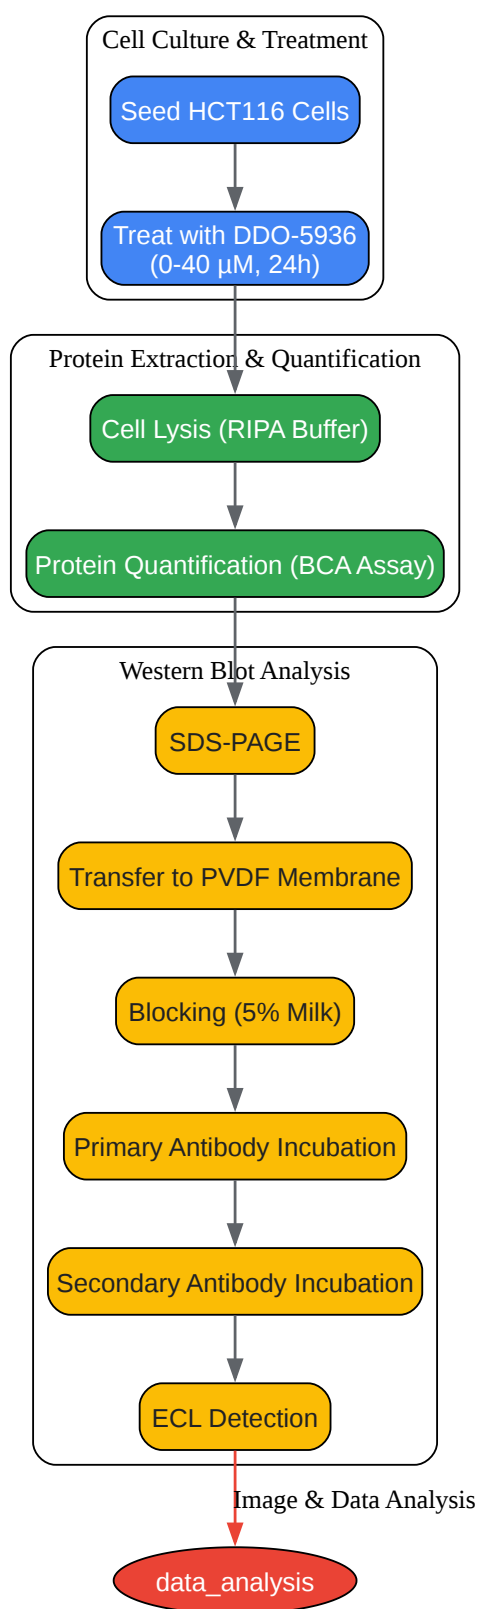 Cell Culture & Treatment
Seed HCT116 Cells
Treat with DDO-5936
(0-40 µM, 24h)
Protein Extraction & Quantification
Cell Lysis (RIPA Buffer)
Protein Quantification (BCA Assay)
Western Blot Analysis
SDS-PAGE
Transfer to PVDF Membrane
Blocking (5% Milk)
Primary Antibody Incubation
Secondary Antibody Incubation
ECL Detection
Image & Data Analysis
data_analysis